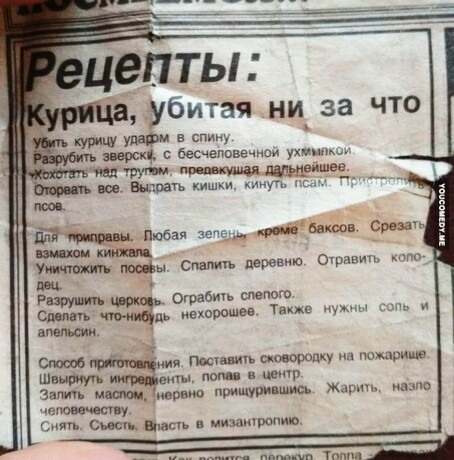 Рецепты:
Курица, убитая ни за что
Убить курицу ударом в спину.
Разрубить зверски, с бесчеловечной ухмылкой.
Хохотать над трупом, предвкушая дальнейшее.
Оторвать все. Выдрать кишки, кинуть псам. Пристрелить
псов.
Для приправы. Любая зелень, кроме баксов. Срезать
взмахом кинжала.
Уничтожить посевы. Спалить деревню. Отравить коло-
дец.
Разрушить церковь. Ограбить слепого.
Сделать что-нибудь нехорошее. Также нужны соль и
апельсин.
Способ приготовления. Поставить сковородку на пожарище.
Швырнуть ингредиенты, попав в центр.
Залить маслом, нервно прищурившись. Жарить, назло
человечеству.
Снять. Съесть. Впасть в мизантропию.
YOUCOMEDY.ME